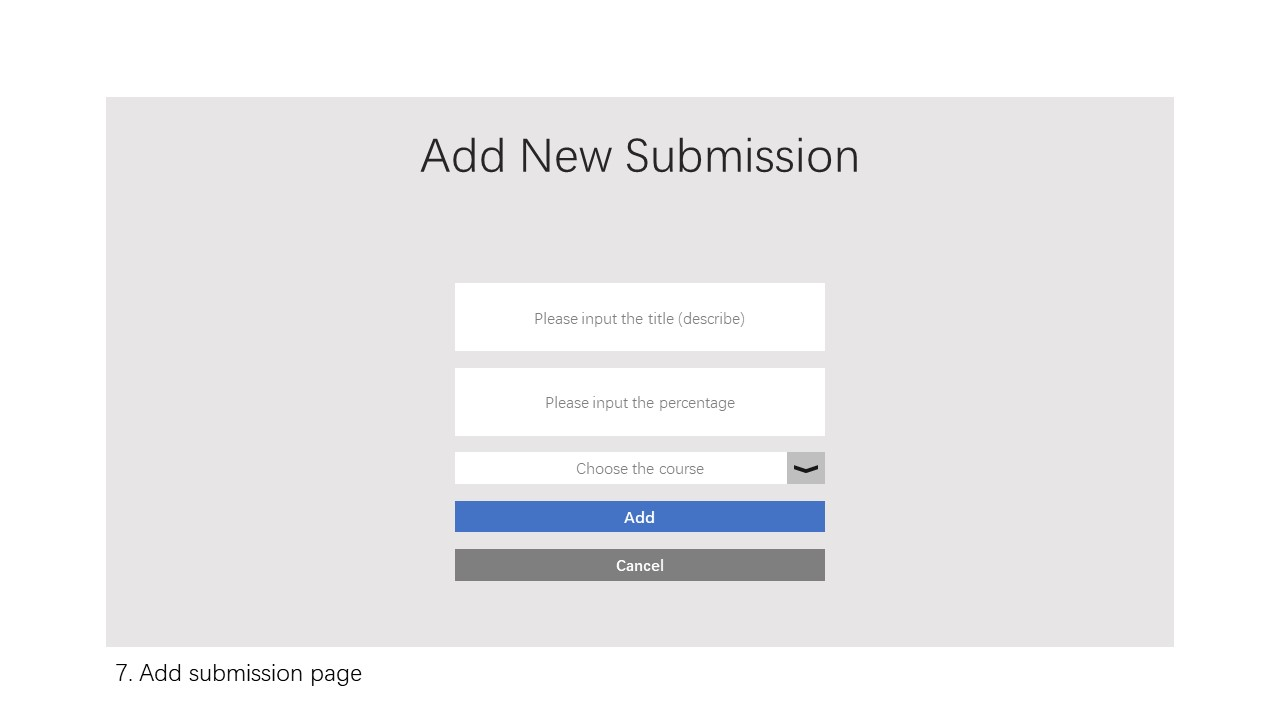 Add New Submission
Please input the title (describe)
Please input the percentage
Choose the course
Add
Cancel
7. Add submission page